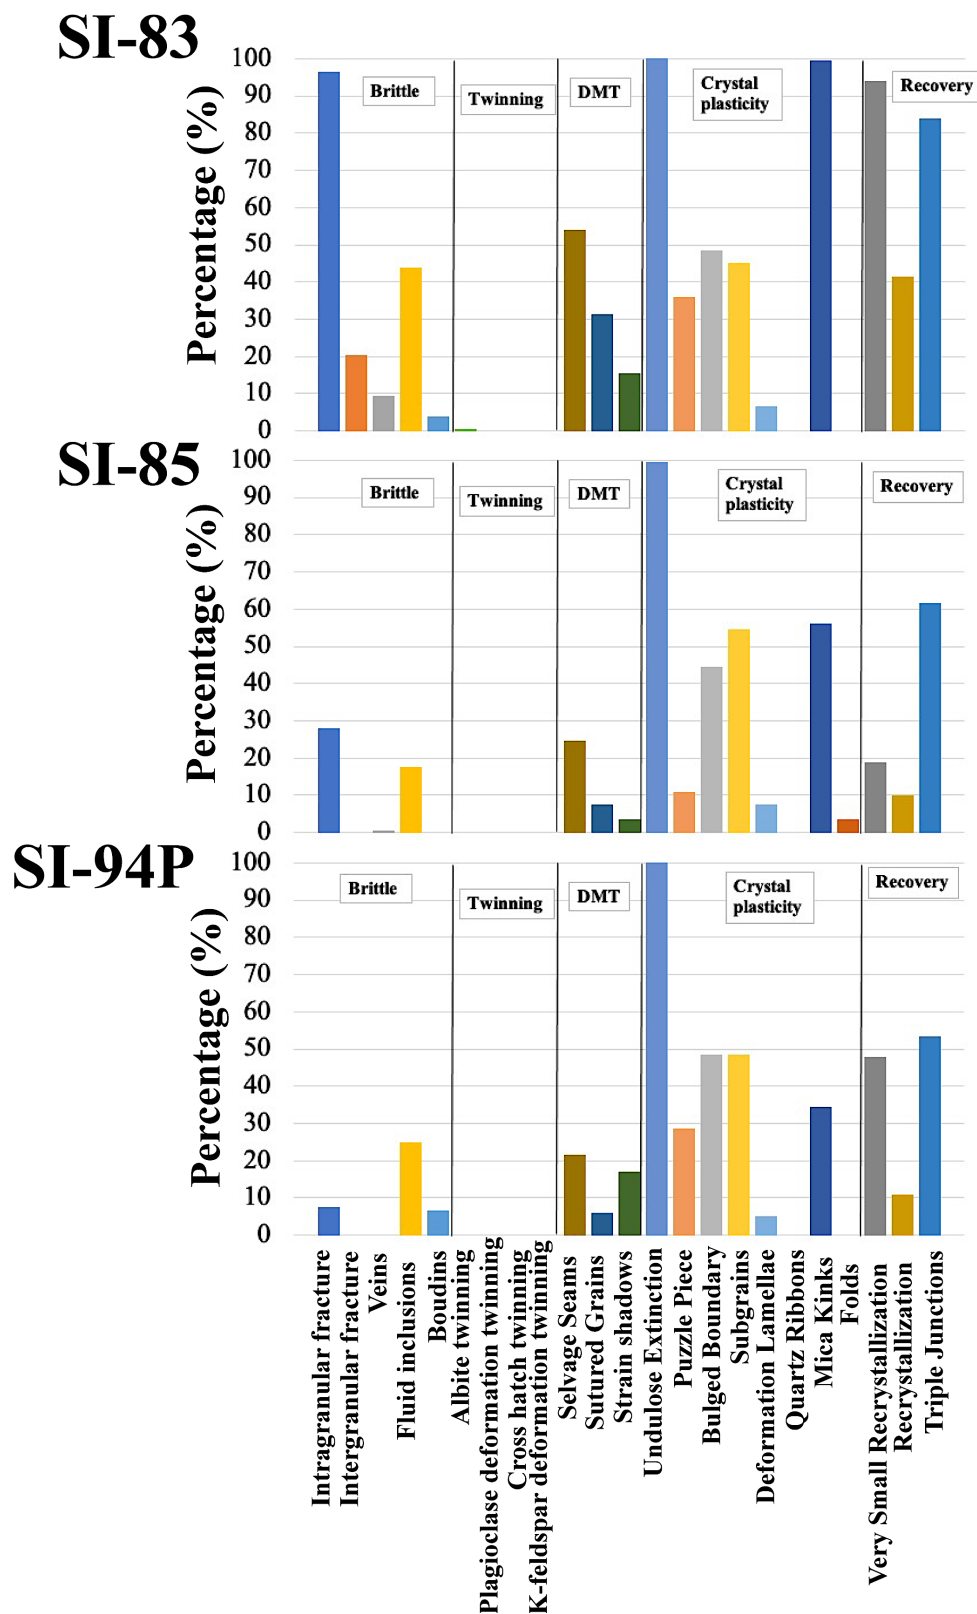 SI-83
Percentage (%)
100
90
80
70
60
50
40
30
20
10
0
Brittle
Twinning
DMT
Crystal
plasticity
Recovery
SI-85
Percentage (%)
100
90
80
70
60
50
40
30
20
10
0
Brittle
Twinning
DMT
Crystal
plasticity
Recovery
SI-94P
Percentage (%)
100
90
80
70
60
50
40
30
20
10
0
Brittle
Twinning
DMT
Crystal
plasticity
Recovery
Intragranular fracture
Intergranular fracture
Veins
Fluid inclusions
Boudins
Albite twinning
Plagioclase deformation twinning
Cross hatch twinning
K-feldspar deformation twinning
Selvage Seams
Sutured Grains
Strain shadows
Undulose Extinction
Puzzle Piece
Bulged Boundary
Subgrains
Deformation Lamellae
Quartz Ribbons
Mica Kinks
Folds
Very Small Recrystallization
Recrystallization
Triple Junctions